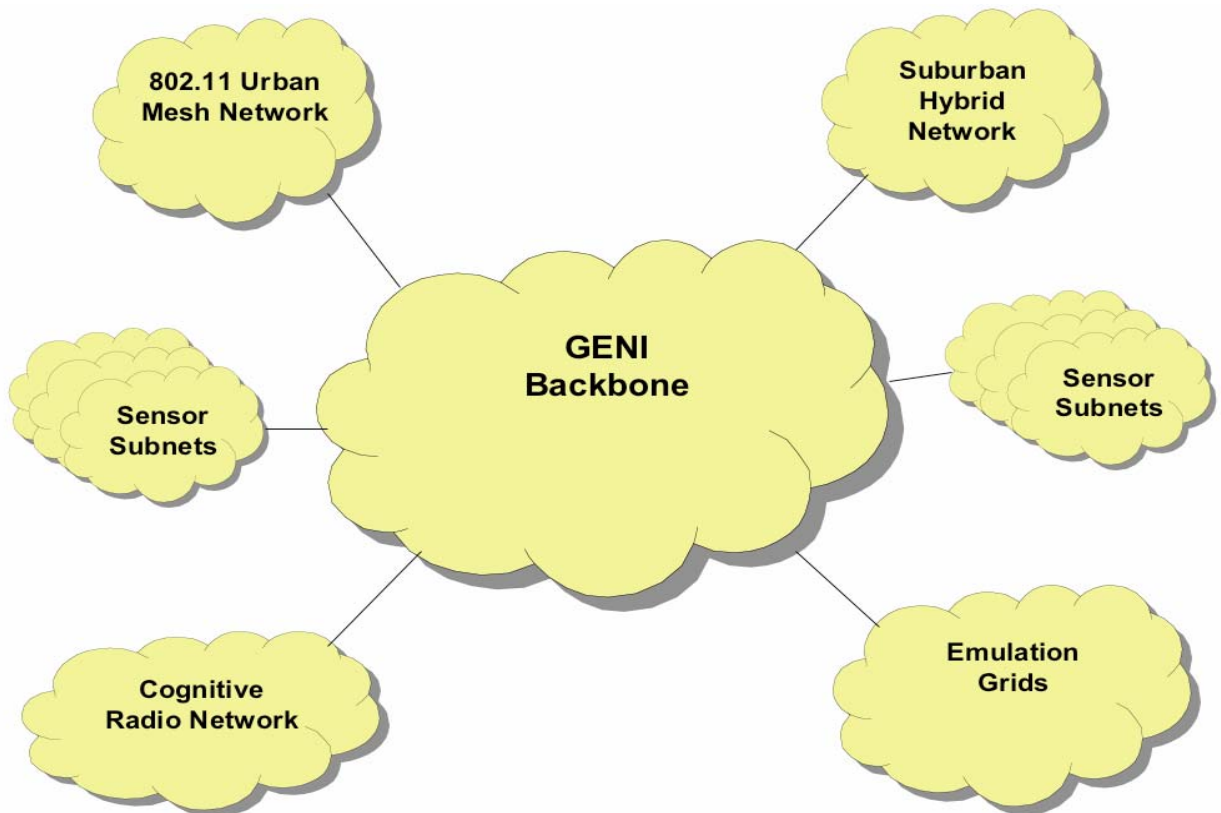 802.11 Urban
Mesh Network
Suburban
Hybrid
Network
GENI
Backbone
Sensor
Subnets
Sensor
Subnets
Cognitive
Radio Network
Emulation
Grids